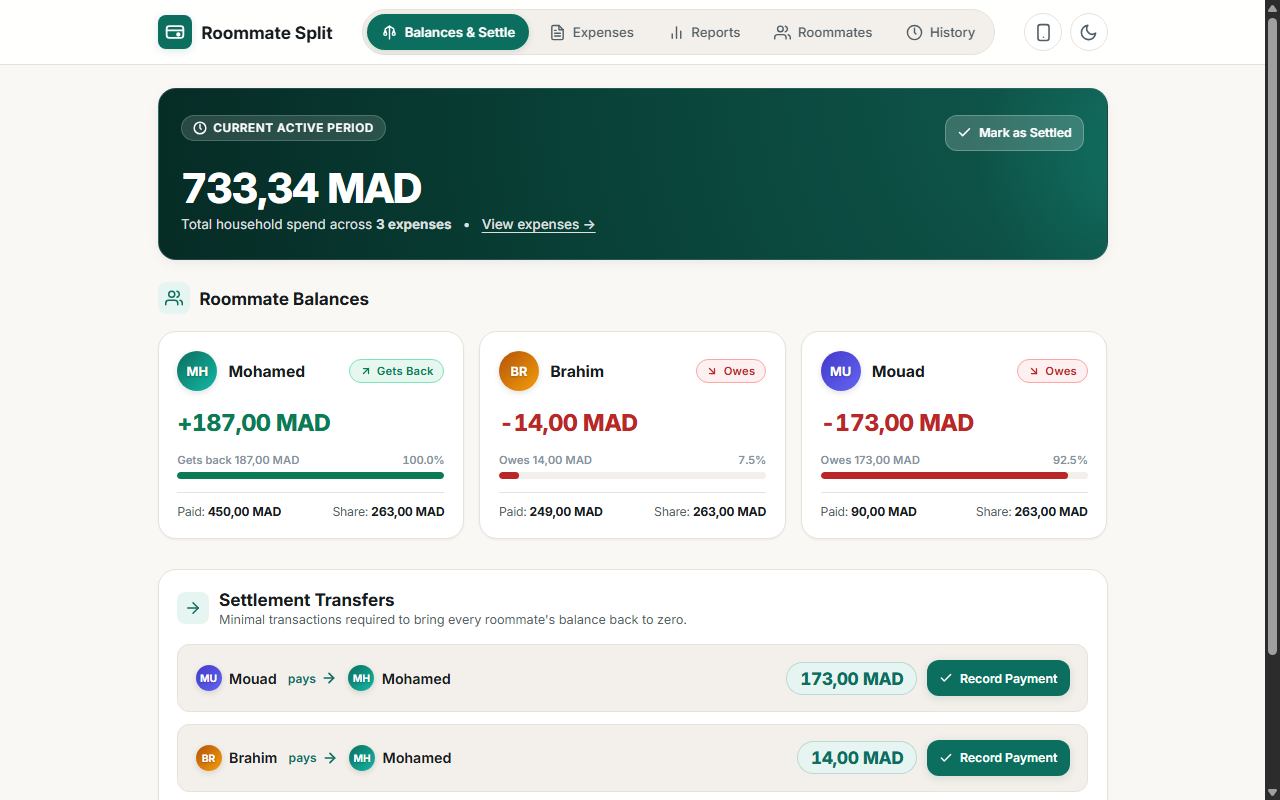 Roommate Split
Balances & Settle
Expenses
Reports
Roommates
History
CURRENT ACTIVE PERIOD
Mark as Settled
733,34 MAD
Total household spend across 3 expenses • View expenses →
Roommate Balances
MH Mohamed Gets Back
+187,00 MAD
Gets back 187,00 MAD 100.0%
Paid: 450,00 MAD Share: 263,00 MAD
BR Brahim Owes
-14,00 MAD
Owes 14,00 MAD 7.5%
Paid: 249,00 MAD Share: 263,00 MAD
MU Mouad Owes
-173,00 MAD
Owes 173,00 MAD 92.5%
Paid: 90,00 MAD Share: 263,00 MAD
Settlement Transfers
Minimal transactions required to bring every roommate's balance back to zero.
MU Mouad pays → MH Mohamed 173,00 MAD Record Payment
BR Brahim pays → MH Mohamed 14,00 MAD Record Payment